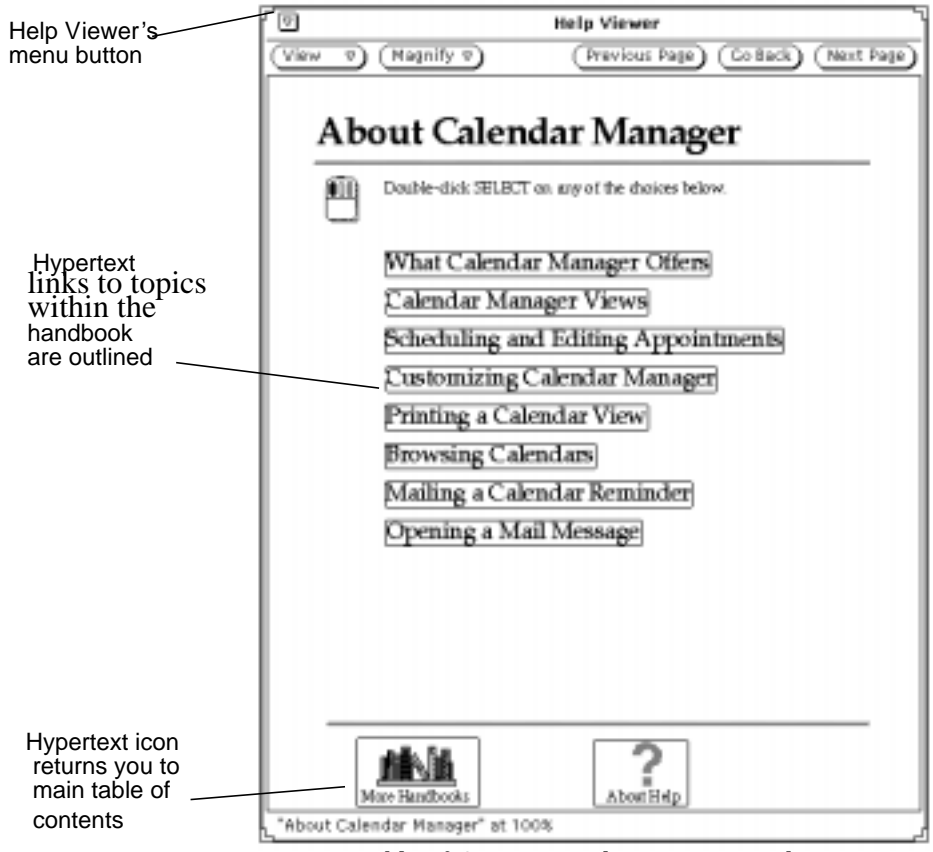 Help Viewer's
menu button
Help Viewer
View Magnify Previous Page Go Back Next Page
About Calendar Manager
Double-click SELECT on any of the choices below.
Hypertext
links to topics
within the
handbook
are outlined
What Calendar Manager Offers
Calendar Manager Views
Scheduling and Editing Appointments
Customizing Calendar Manager
Printing a Calendar View
Browsing Calendars
Mailing a Calendar Reminder
Opening a Mail Message
Hypertext icon
returns you to
main table of
contents
More Handbooks
About Help
"About Calendar Manager" at 100%